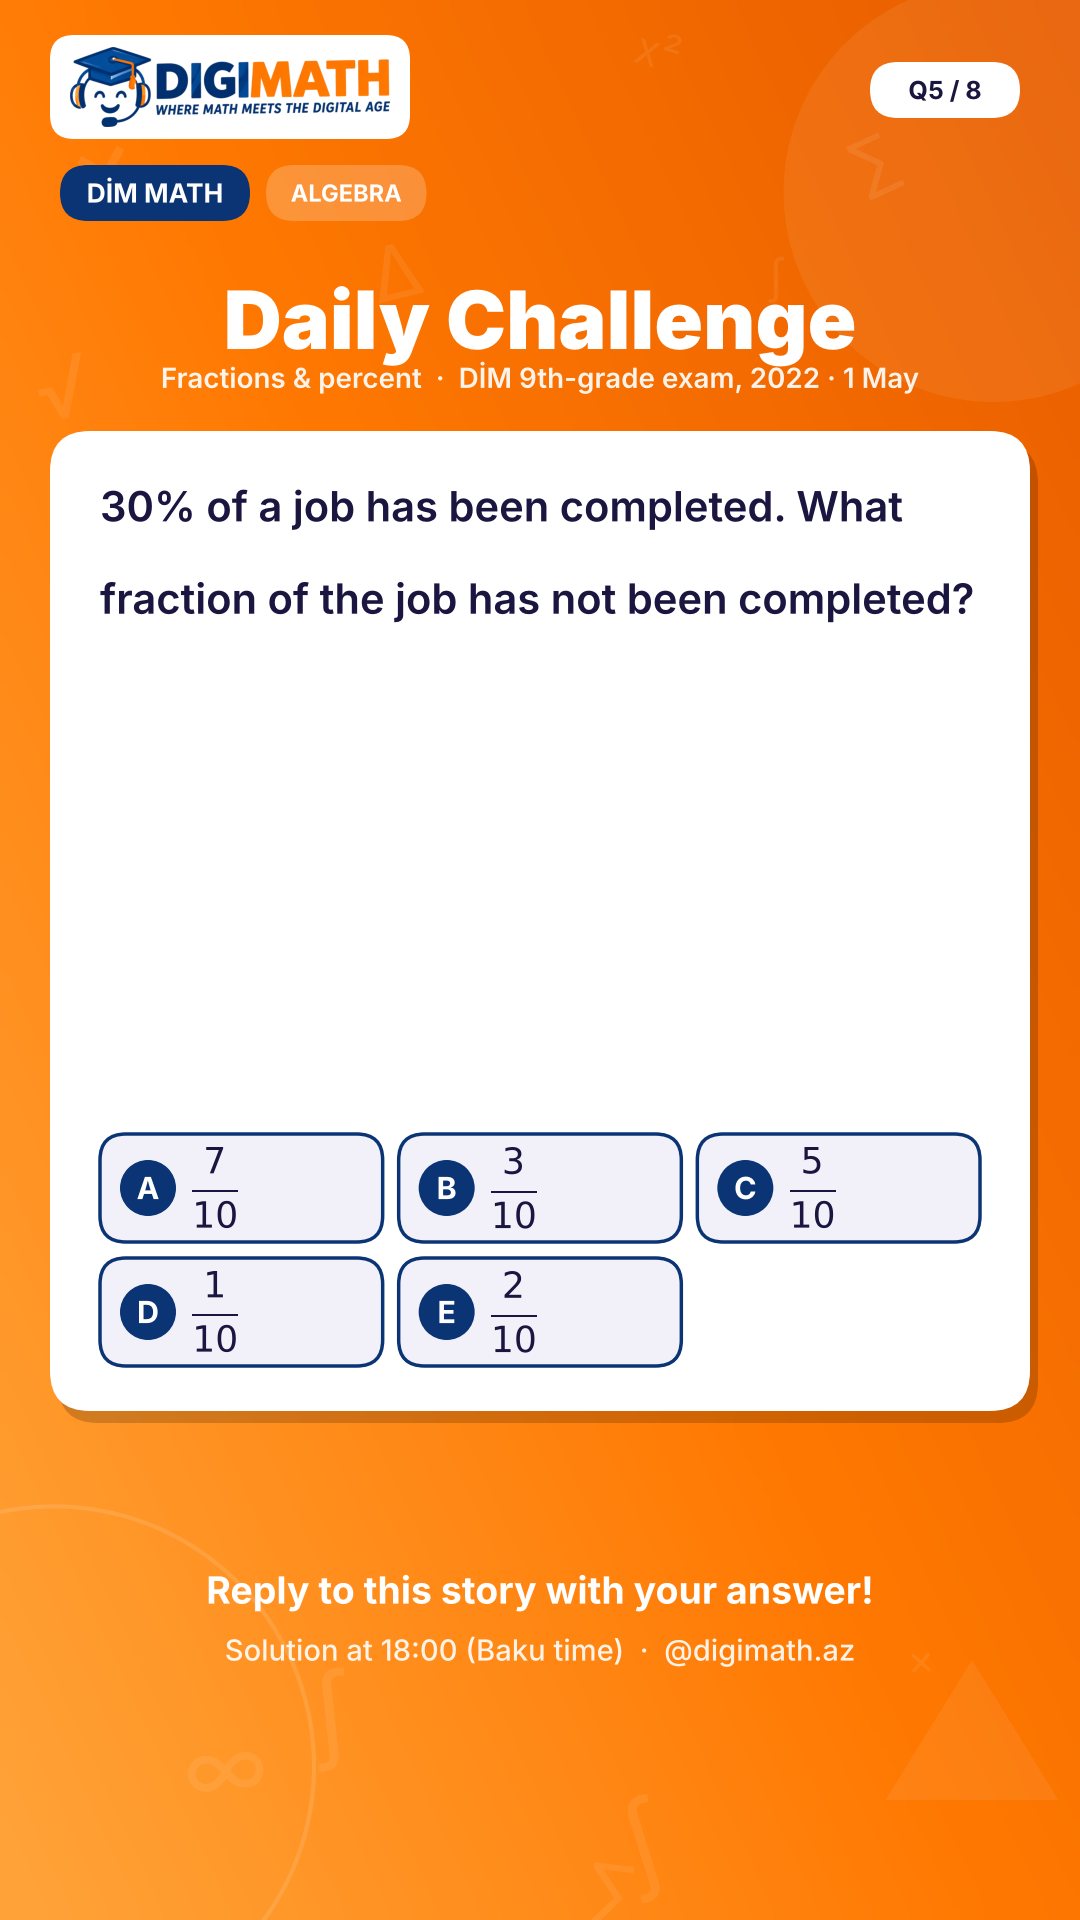 DIGIMATH
WHERE MATH MEETS THE DIGITAL AGE
Q5 / 8
DİM MATH
ALGEBRA
x²
Σ
Δ
∫
√
Daily Challenge
Fractions & percent · DİM 9th-grade exam, 2022 · 1 May
30% of a job has been completed. What
fraction of the job has not been completed?
A 7/10
B 3/10
C 5/10
D 1/10
E 2/10
Reply to this story with your answer!
Solution at 18:00 (Baku time) · @digimath.az
×
∫
∞
∫
Σ